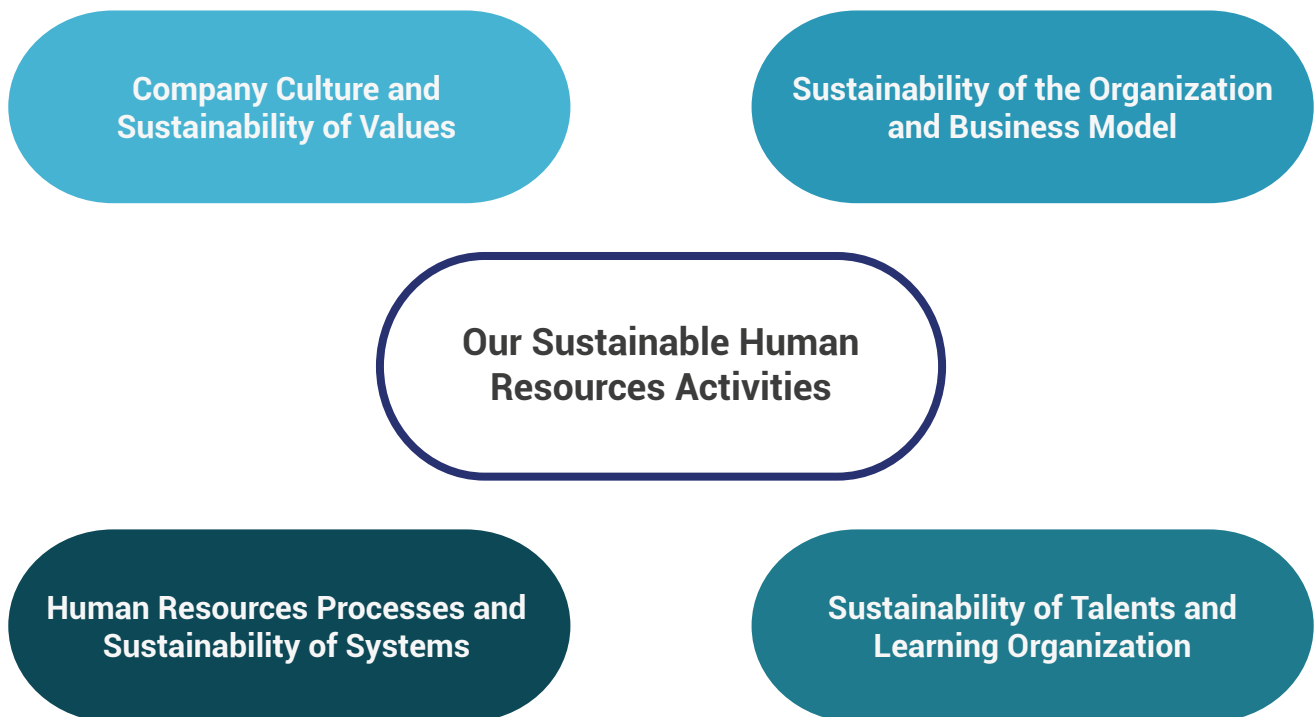 Company Culture and
Sustainability of Values
Sustainability of the Organization
and Business Model
Our Sustainable Human
Resources Activities
Human Resources Processes and
Sustainability of Systems
Sustainability of Talents and
Learning Organization